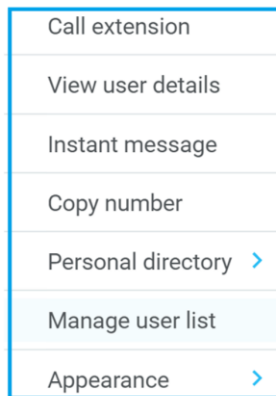 Call extension
View user details
Instant message
Copy number
Personal directory
Manage user list
Appearance